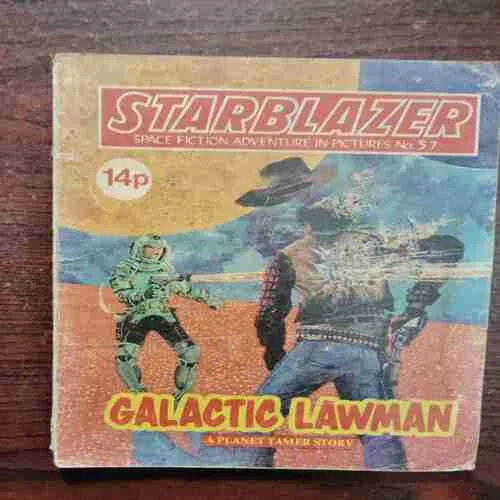 STARBLAZER
SPACE FICTION ADVENTURE IN PICTURES No. 57
14p
GALACTIC LAWMAN
A PLANET TAMER STORY